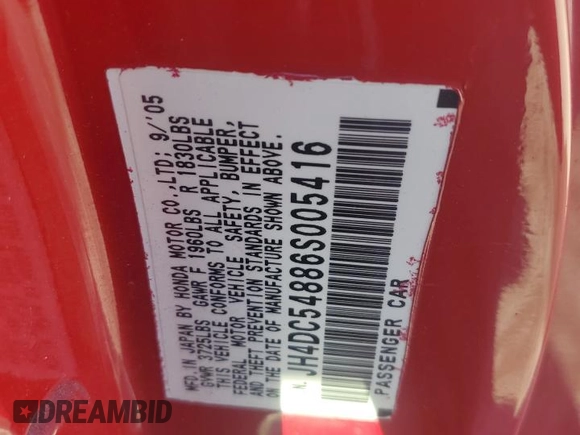 MFD. IN JAPAN BY HONDA MOTOR CO.,LTD: 9/'05
GVWR 3725LBS GAWR F 1960LBS R 1830LBS
THIS VEHICLE CONFORMS TO ALL APPLICABLE
FEDERAL MOTOR VEHICLE SAFETY, BUMPER,
AND THEFT PREVENTION STANDARDS IN EFFECT
ON THE DATE OF MANUFACTURE SHOWN ABOVE.
JH4DC54886S005416
PASSENGER CAR
DREAMBID